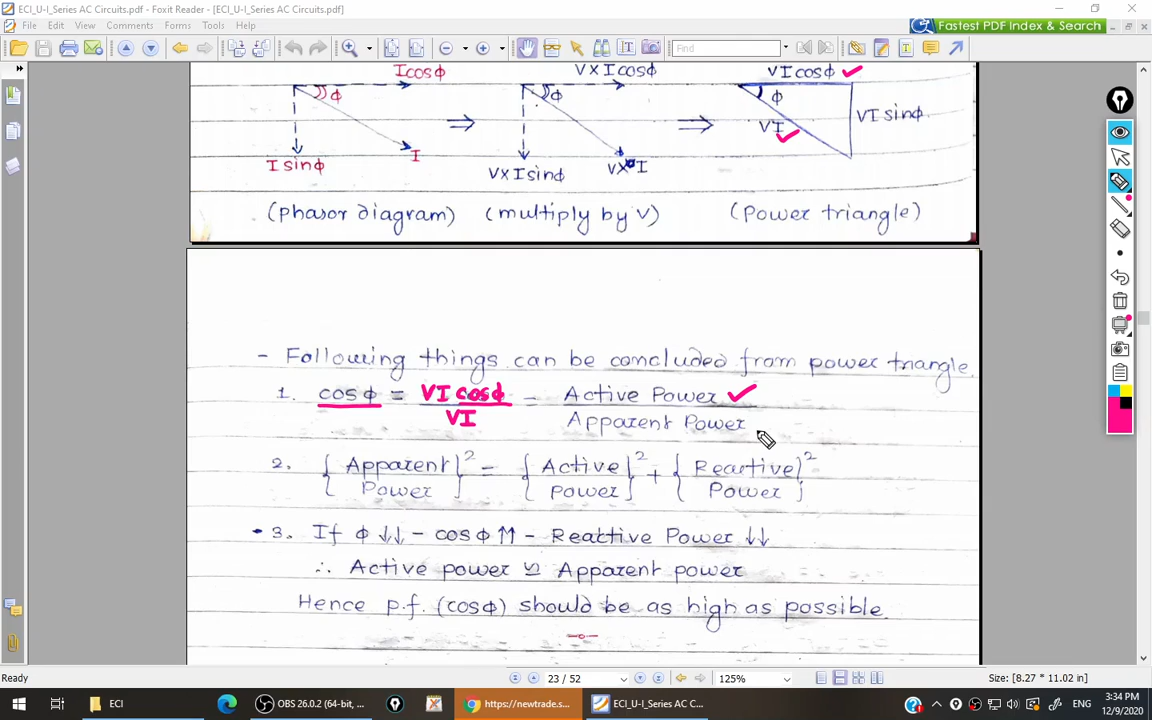 ECI_U-I_Series AC Circuits.pdf - Foxit Reader - [ECI_U-I_Series AC Circuits.pdf]
File Edit View Comments Forms Tools Help
Fastest PDF Index & Search
Find
Icosϕ V×Icosϕ VIcosϕ
ϕ ϕ ϕ
VI VIsinϕ
Isinϕ I V×Isinϕ V×I
(phasor diagram) (multiply by V) (Power triangle)
- Following things can be concluded from power triangle
1. cosϕ = VI cosϕ / VI = Active Power / Apparent Power
2. {Apparent Power}² = {Active Power}² + {Reactive Power}²
3. If ϕ ↓↓ - cosϕ ↑↑ - Reactive Power ↓↓
∴ Active power ≌ Apparent power
Hence p.f. (cosϕ) should be as high as possible.
Ready 23 / 52 125% Size: [8.27 * 11.02 in]
ECI OBS 26.0.2 (64-bit, ... https://newtrade.s... ECI_U-I_Series AC C... ENG 3:34 PM
12/9/2020